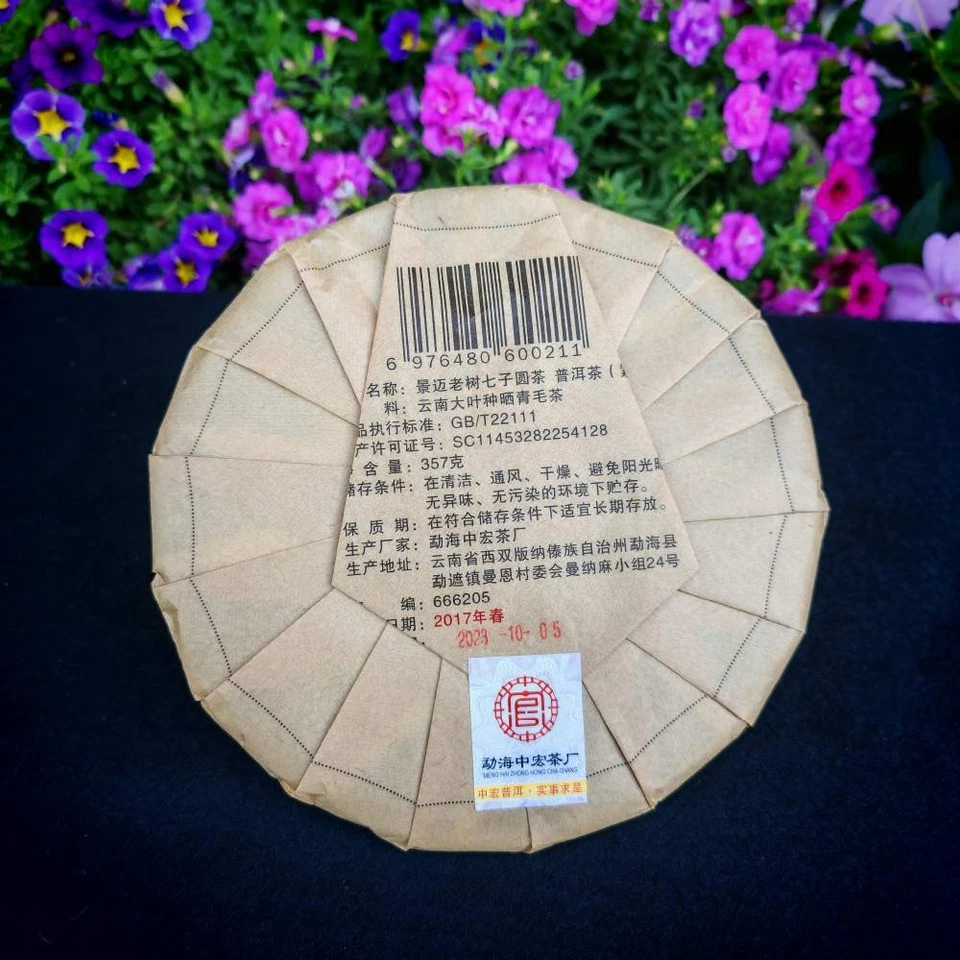 6 976480 600211
名称：景迈老树七子圆茶 普洱茶（
料：云南大叶种晒青毛茶
品执行标准：GB/T22111
产许可证号：SC11453282254128
含 量：357克
储存条件：在清洁、通风、干燥、避免阳光
无异味、无污染的环境下贮存。
保 质 期：在符合储存条件下适宜长期存放。
生产厂家：勐海中宏茶厂
生产地址：云南省西双版纳傣族自治州勐海县
勐遮镇曼恩村委会曼纳麻小组24号
编：666205
日期：2017年春
2023 -10- 05
勐海中宏茶厂
MENG HAI ZHONG HONG CHA CHANG
中宏普洱·实事求是